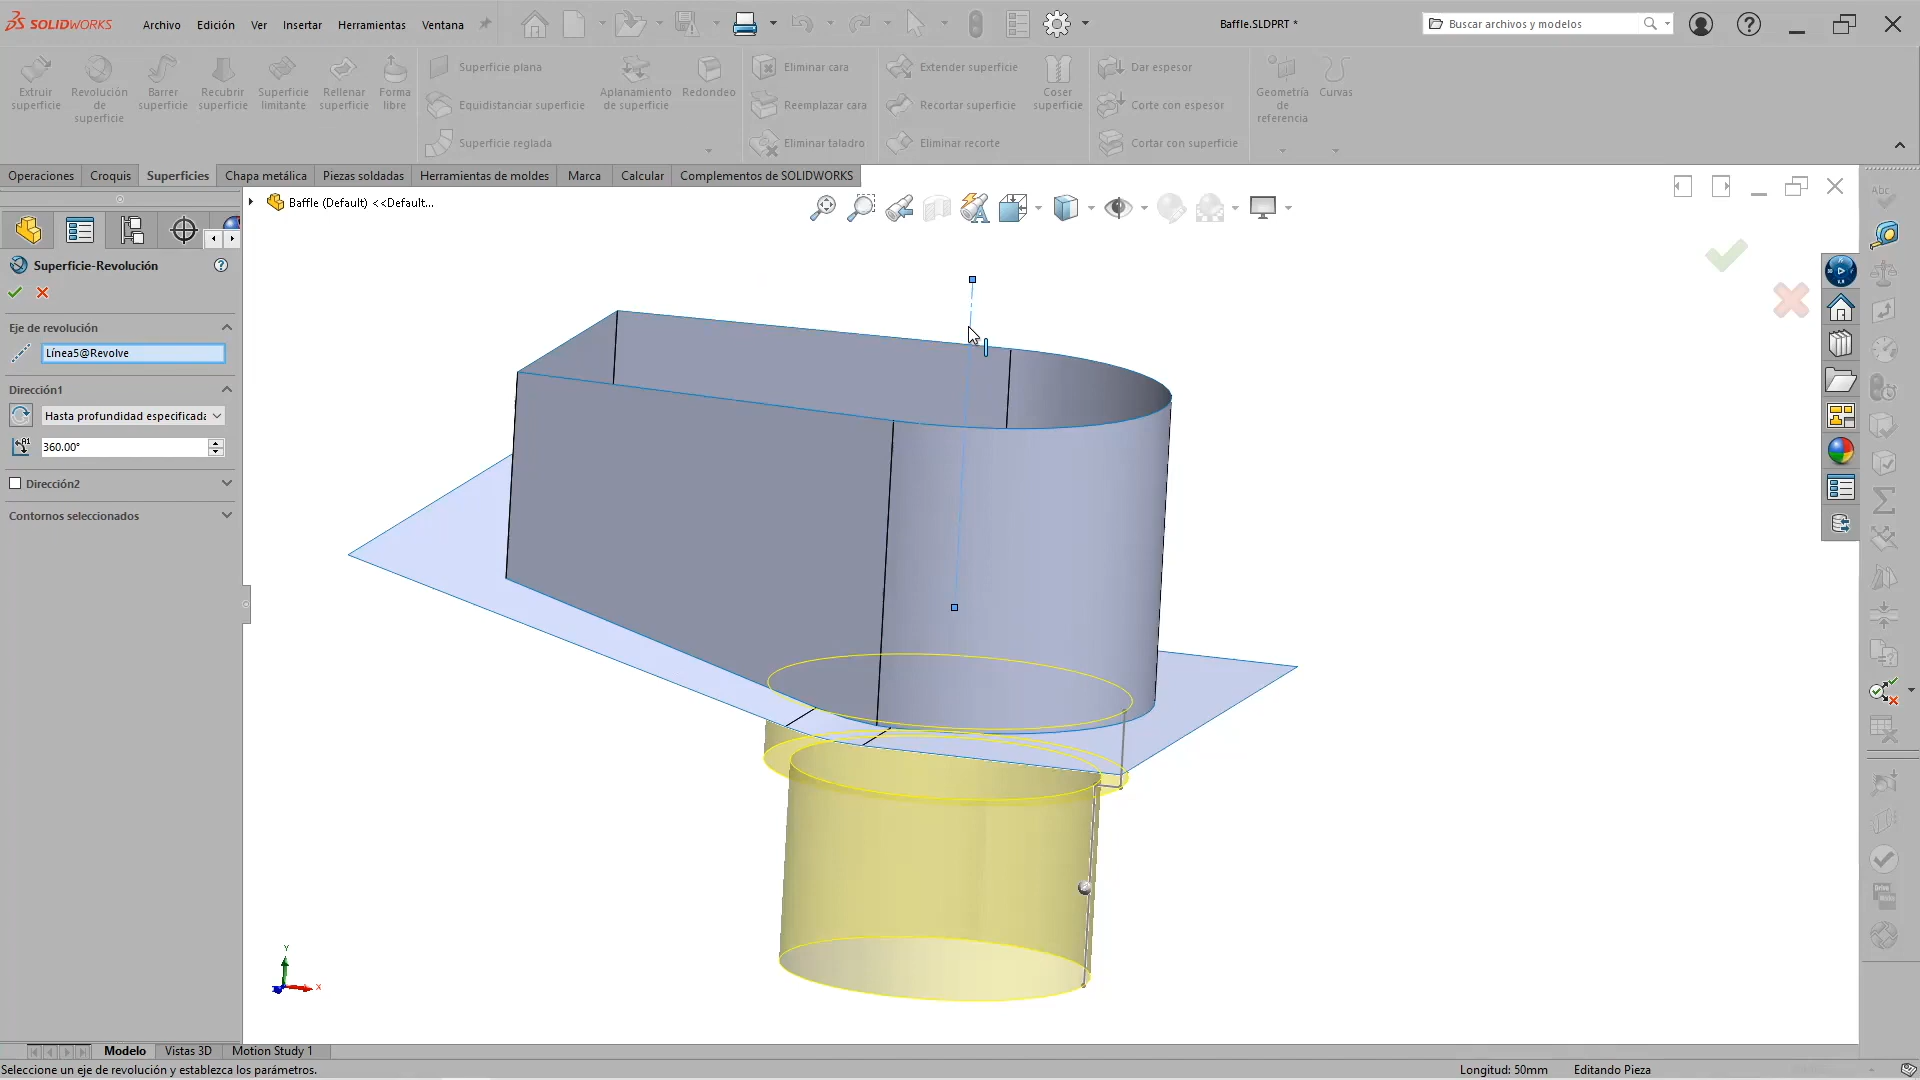 SOLIDWORKS Archivo Edición Ver Insertar Herramientas Ventana Baffle.SLDPRT * Buscar archivos y modelos
Extruir superficie
Revolución de superficie
Barrer superficie
Recubrir superficie
Superficie limitante
Rellenar superficie
Forma libre
Superficie plana
Equidistanciar superficie
Superficie reglada
Aplanamiento de superficie
Redondeo
Eliminar cara
Reemplazar cara
Eliminar taladro
Extender superficie
Recortar superficie
Eliminar recorte
Coser superficie
Dar espesor
Corte con espesor
Cortar con superficie
Geometría de referencia
Curvas
Operaciones Croquis Superficies Chapa metálica Piezas soldadas Herramientas de moldes Marca Calcular Complementos de SOLIDWORKS
Baffle (Default) <<Default...
Abc
Superficie-Revolución
Eje de revolución
Línea5@Revolve
Dirección1
Hasta profundidad especificada
360.00°
Dirección2
Contornos seleccionados
Y
X
Modelo Vistas 3D Motion Study 1
Seleccione un eje de revolución y establezca los parámetros. Longitud: 50mm Editando Pieza